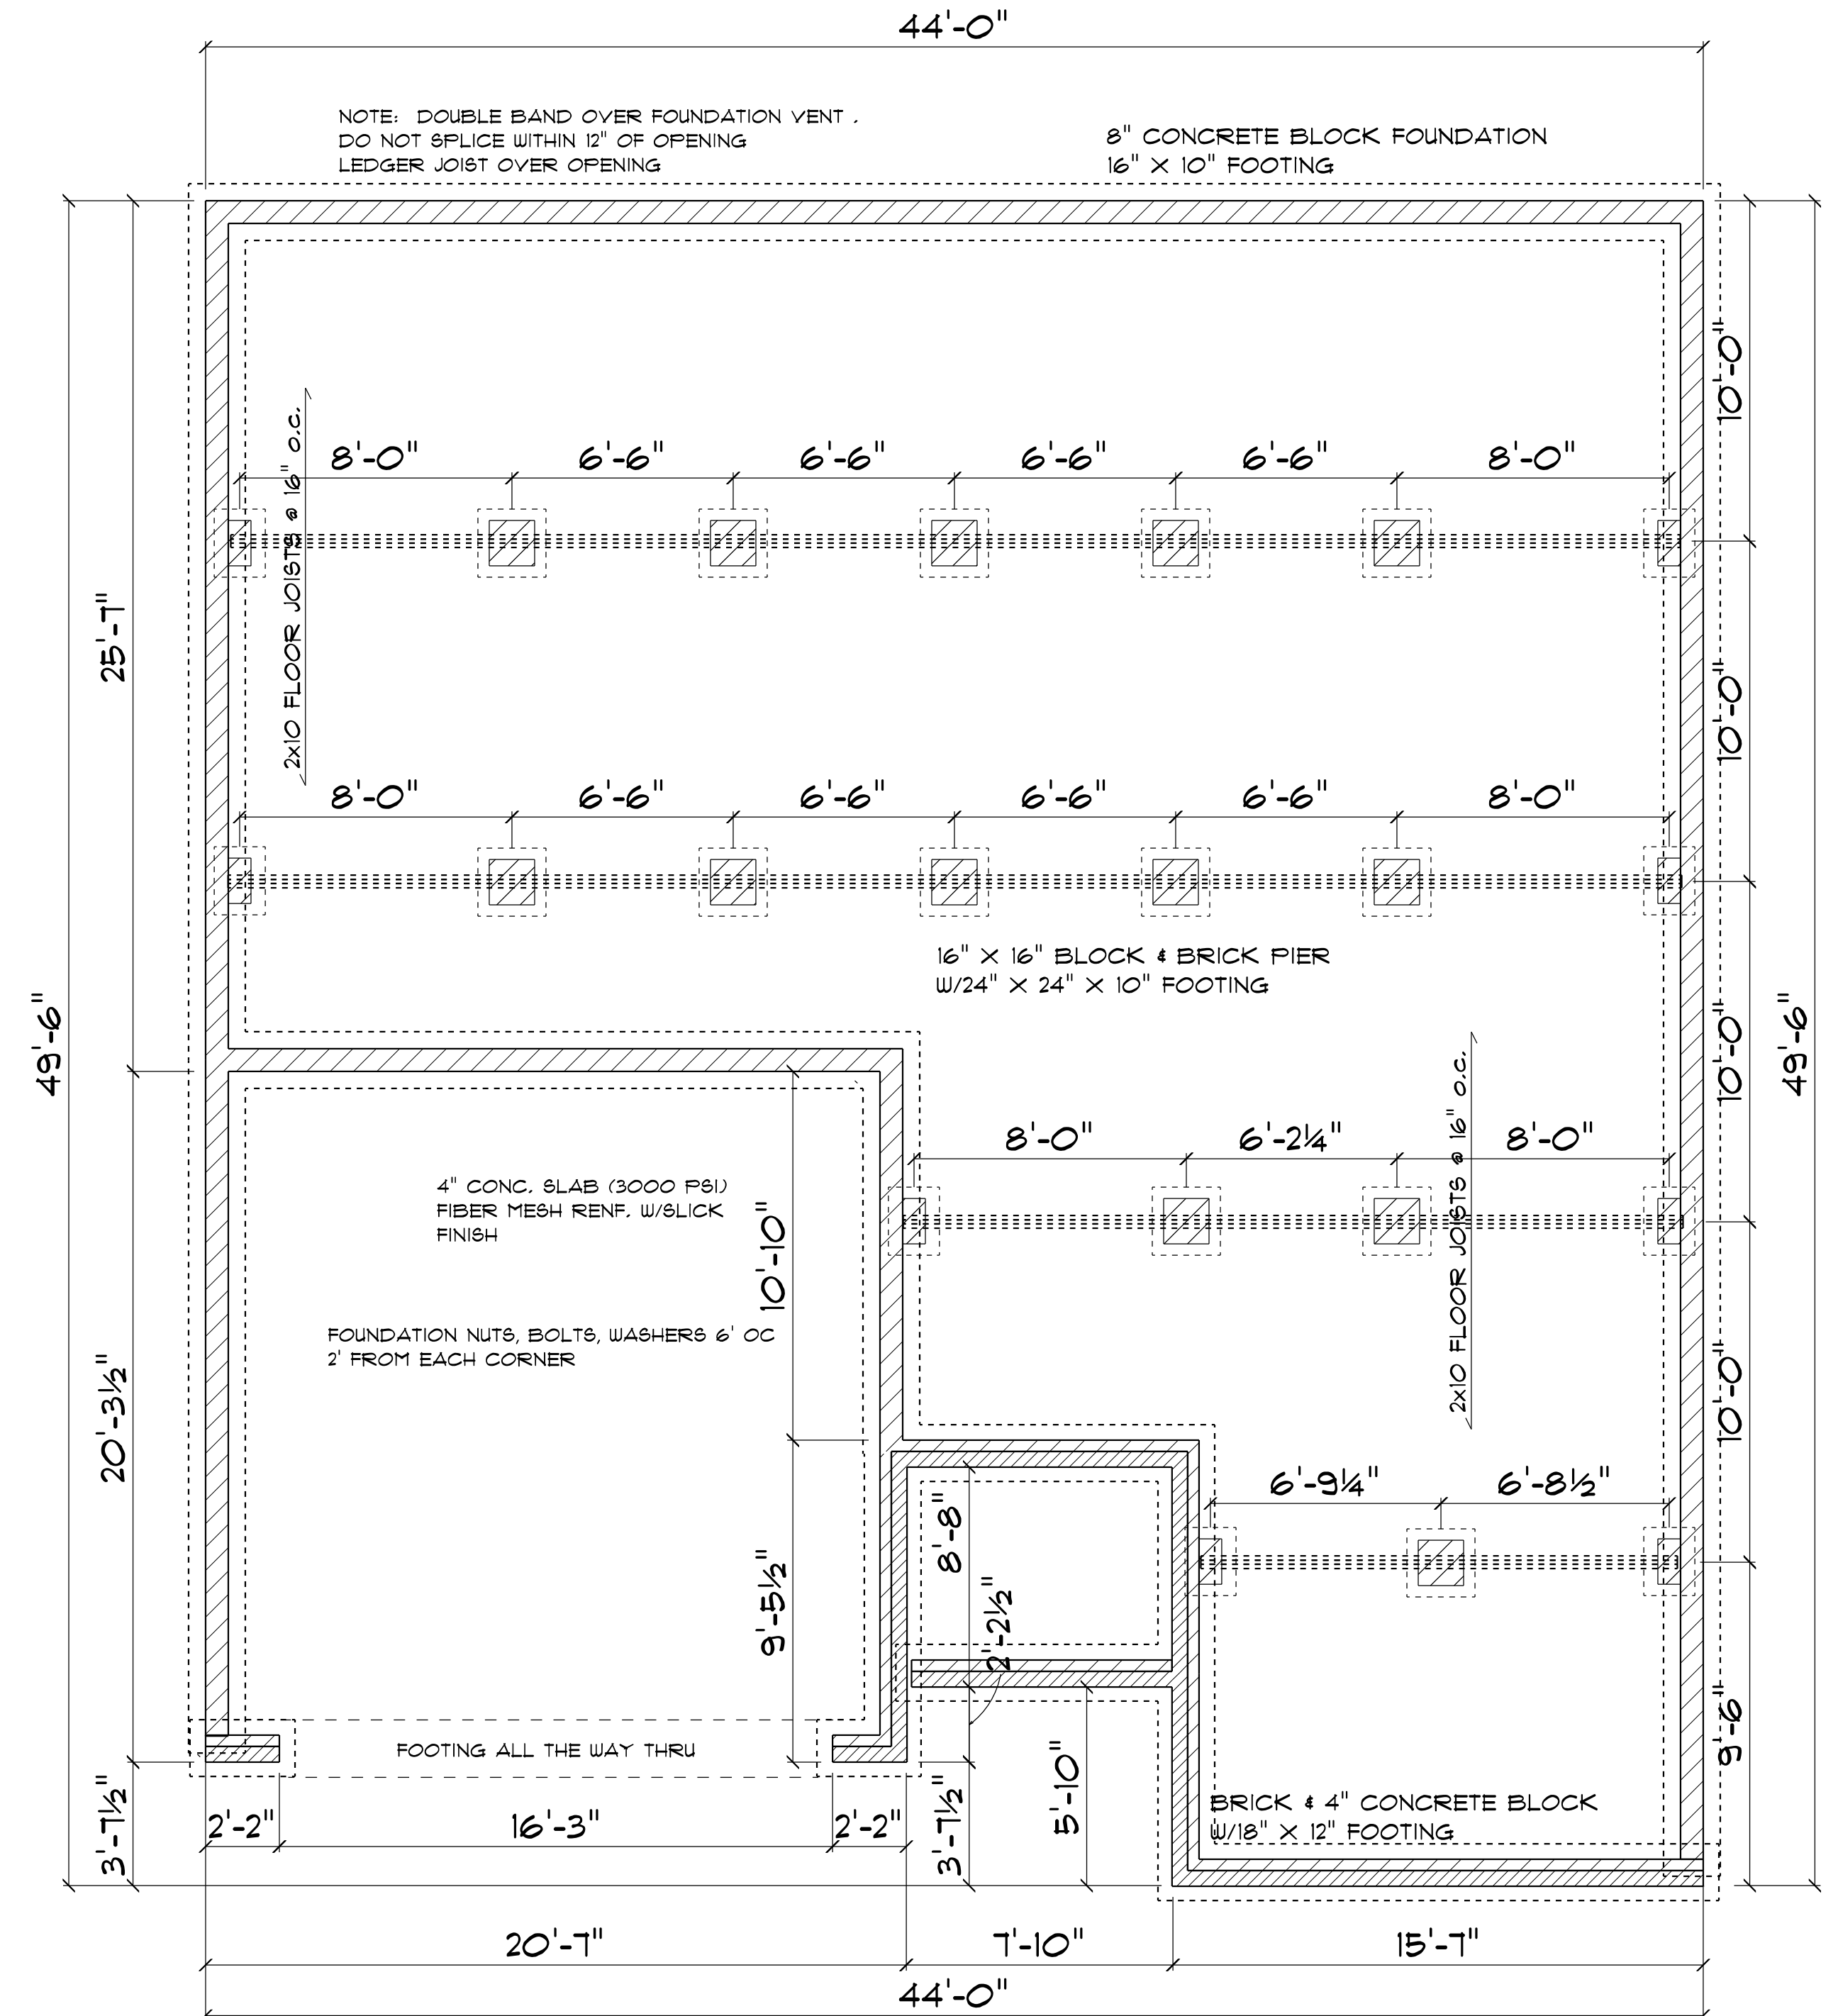 44'-0"
NOTE:  DOUBLE BAND OVER FOUNDATION VENT .
DO NOT SPLICE WITHIN 12" OF OPENING
LEDGER JOIST OVER OPENING
8" CONCRETE BLOCK FOUNDATION
16" X 10" FOOTING
10'-0"
8'-0" 6'-6" 6'-6" 6'-6" 6'-6" 8'-0"
2x10 FLOOR JOISTS @ 16" O.C.
25'-7"
10'-0"
8'-0" 6'-6" 6'-6" 6'-6" 6'-6" 8'-0"
16" X 16" BLOCK & BRICK PIER
W/24" X 24" X 10" FOOTING
49'-6"
10'-0"
49'-6"
8'-0" 6'-2¼" 8'-0"
2x10 FLOOR JOISTS @ 16" O.C.
4" CONC. SLAB (3000 PSI)
FIBER MESH RENF. W/SLICK
FINISH
10'-10"
FOUNDATION NUTS, BOLTS, WASHERS 6' OC
2' FROM EACH CORNER
20'-3½"
10'-0"
6'-9¼" 6'-8½"
8'-8"
9'-5½"
2'-2½"
9'-6"
FOOTING ALL THE WAY THRU
5'-10"
BRICK & 4" CONCRETE BLOCK
W/18" X 12" FOOTING
3'-7½"
2'-2" 16'-3" 2'-2"
3'-7½"
20'-7" 7'-10" 15'-7"
44'-0"